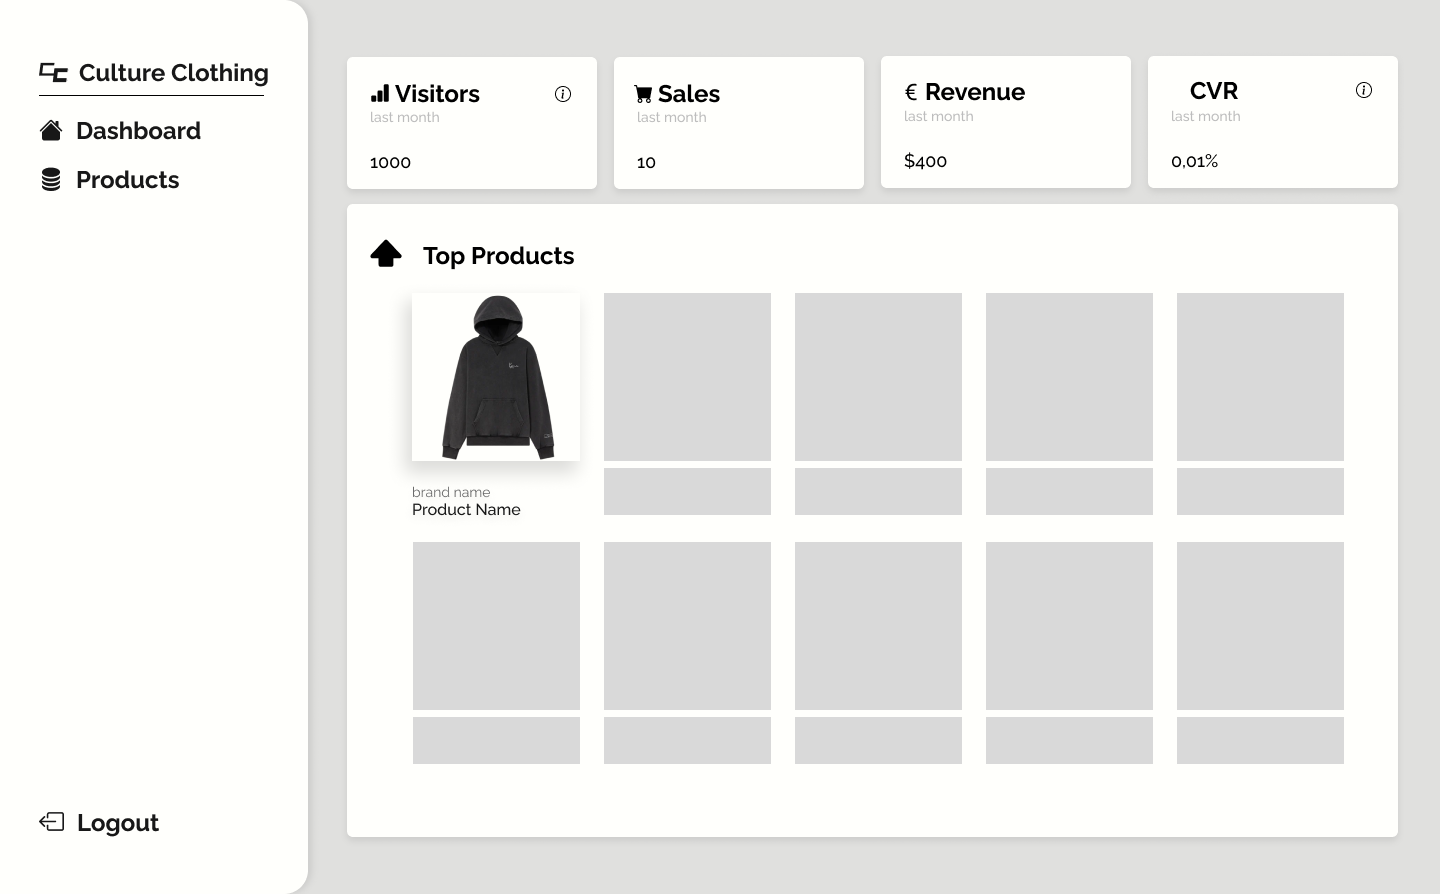 Culture Clothing
Dashboard
Products
Logout
Visitors
last month
1000
Sales
last month
10
€ Revenue
last month
$400
CVR
last month
0,01%
Top Products
brand name
Product Name